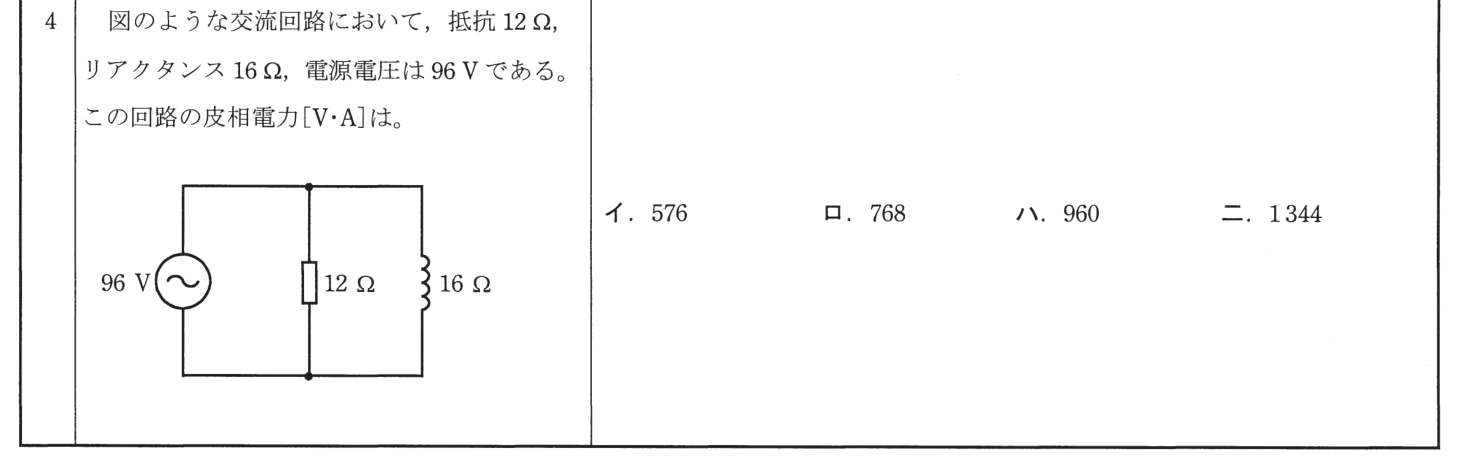 4
図のような交流回路において，抵抗 12 Ω，
リアクタンス 16 Ω，電源電圧は 96 V である。
この回路の皮相電力[V･A]は。
イ．576
ロ．768
ハ．960
ニ．1344
96 V
12 Ω
16 Ω